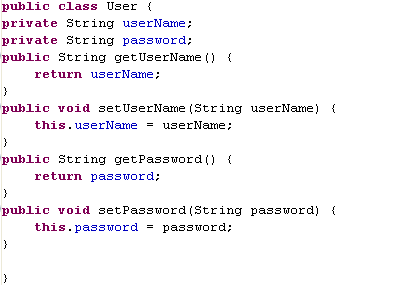 public class User {
private String userName;
private String password;
public String getUserName() {
    return userName;
}
public void setUserName(String userName) {
    this.userName = userName;
}
public String getPassword() {
    return password;
}
public void setPassword(String password) {
    this.password = password;
}

}